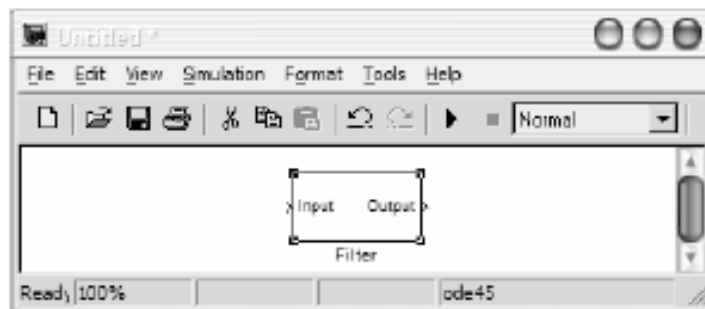 Untitled *
File Edit View Simulation Format Tools Help
Normal
Input Output
Filter
Ready 100% ode45